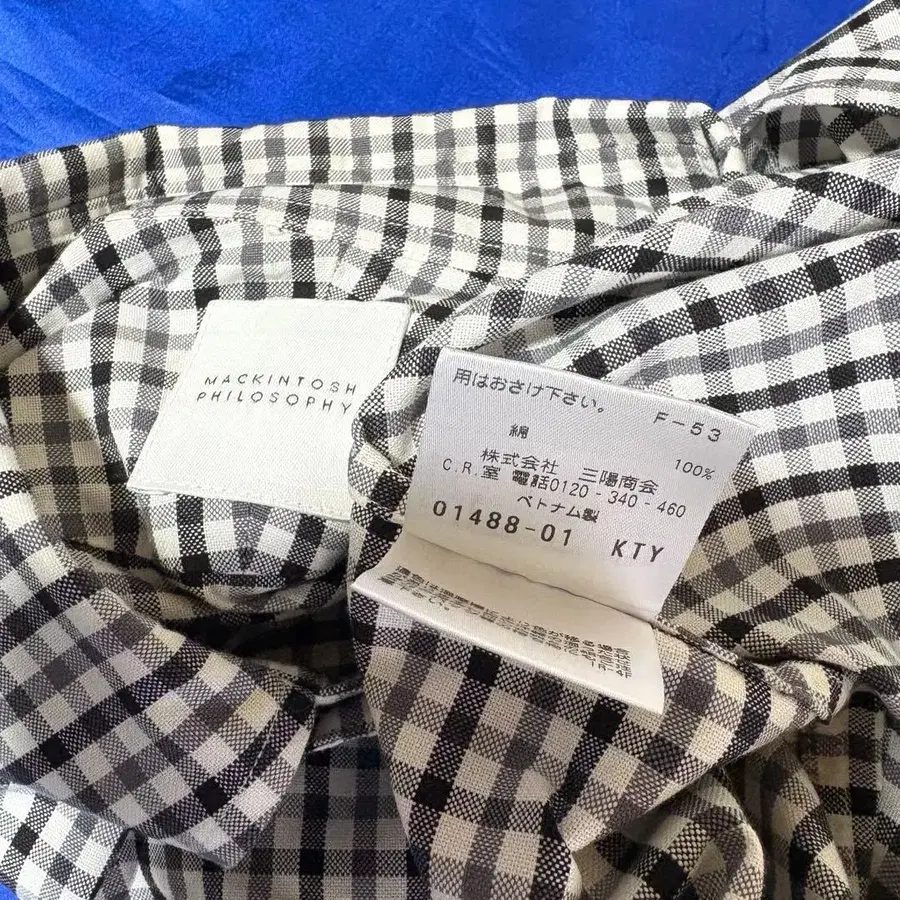 MACKINTOSH
PHILOSOPHY
用はおさけ下さい。 F-53
綿 100%
株式会社 三陽商会
C.R.室 電話0120-340-460
ベトナム製
01488-01 KTY